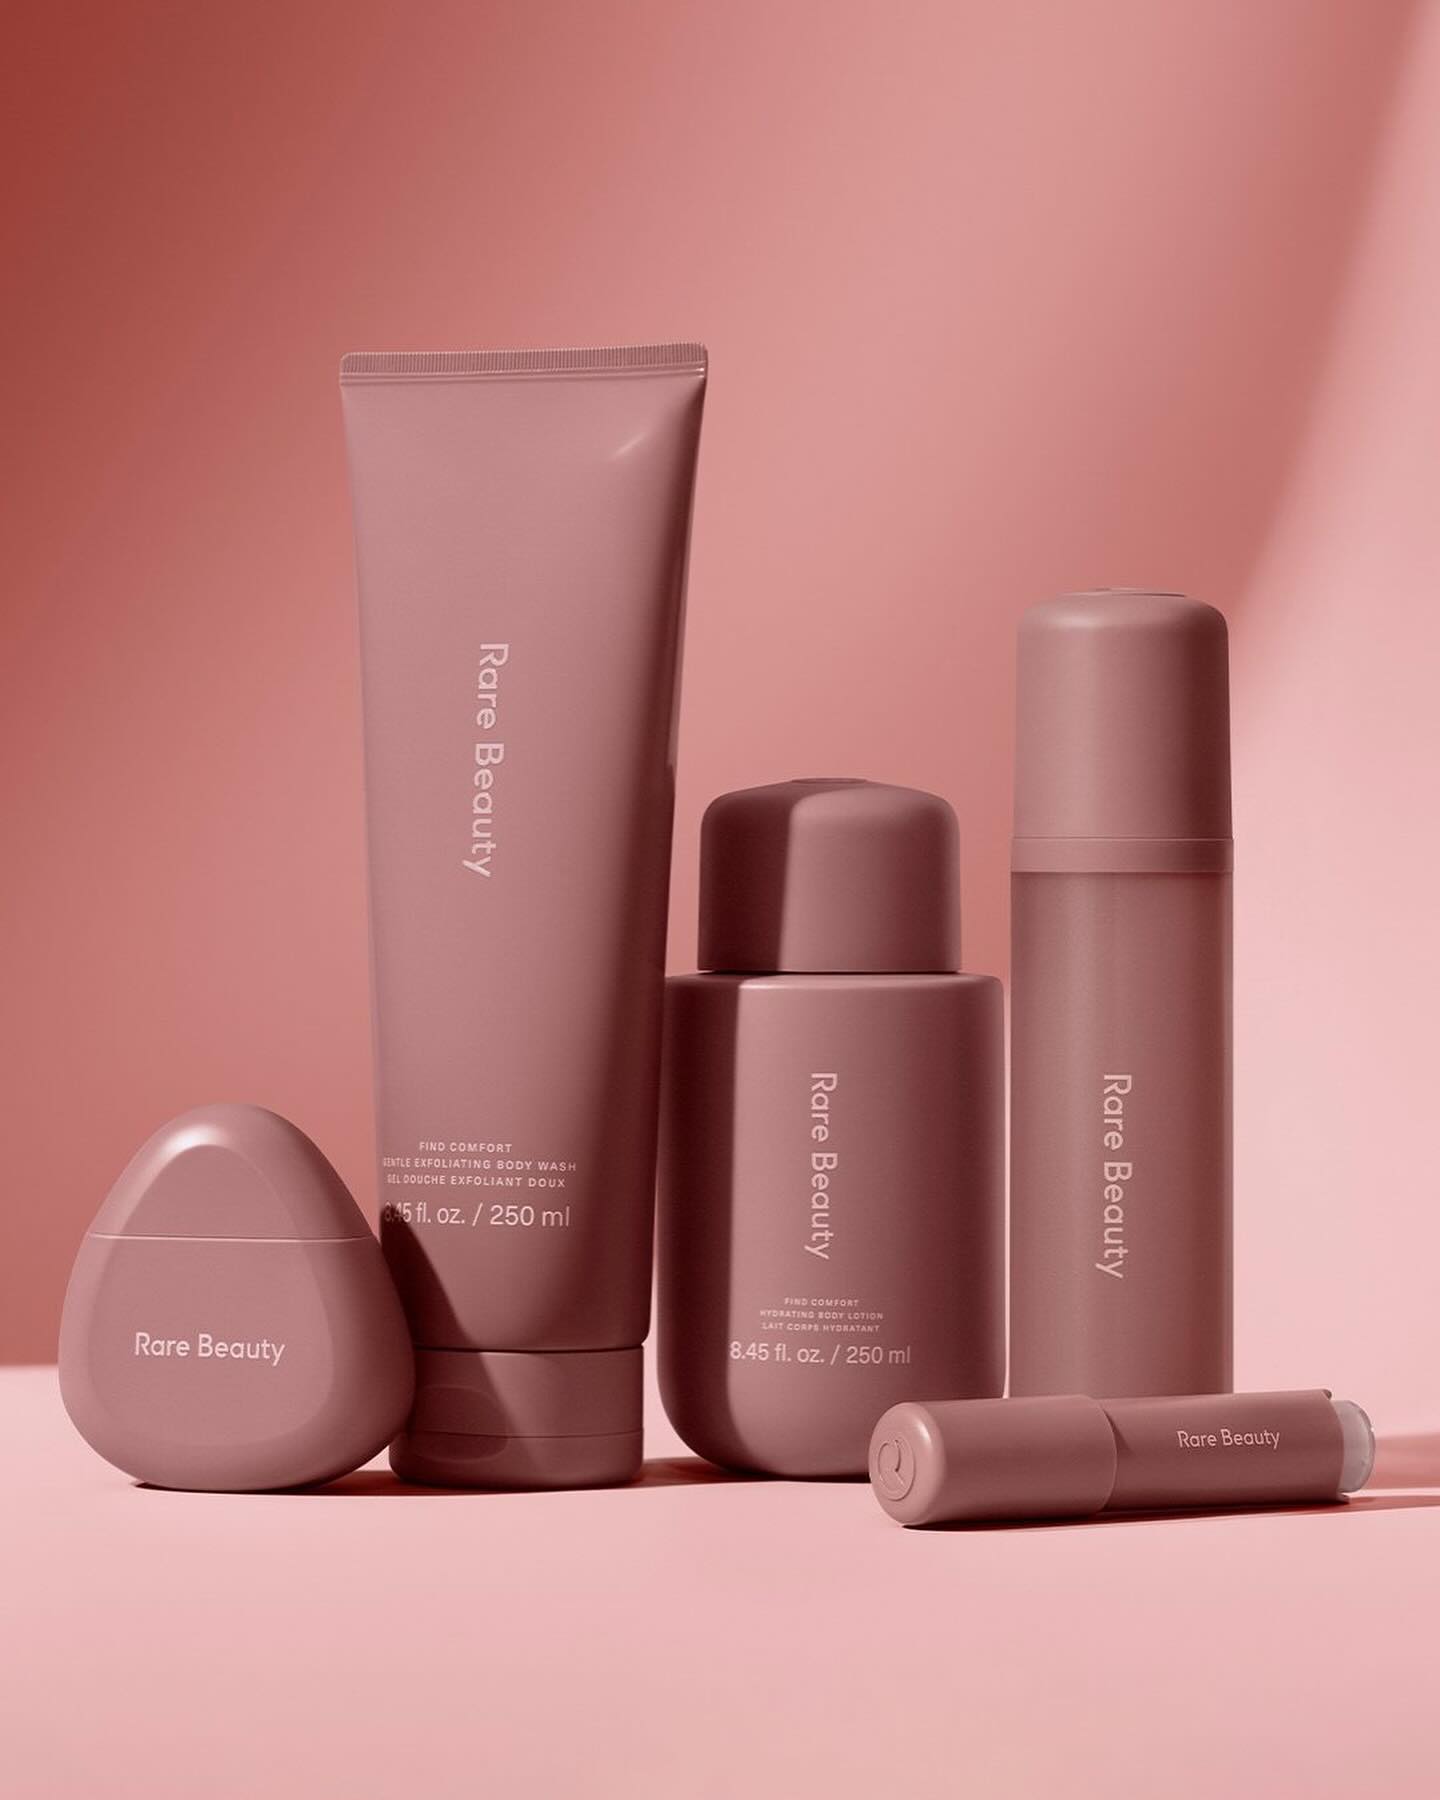 Rare Beauty
Rare Beauty
FIND COMFORT
GENTLE EXFOLIATING BODY WASH
GEL DOUCHE EXFOLIANT DOUX
8.45 fl. oz. / 250 ml
Rare Beauty
FIND COMFORT
HYDRATING BODY LOTION
LAIT CORPS HYDRATANT
8.45 fl. oz. / 250 ml
Rare Beauty
Rare Beauty